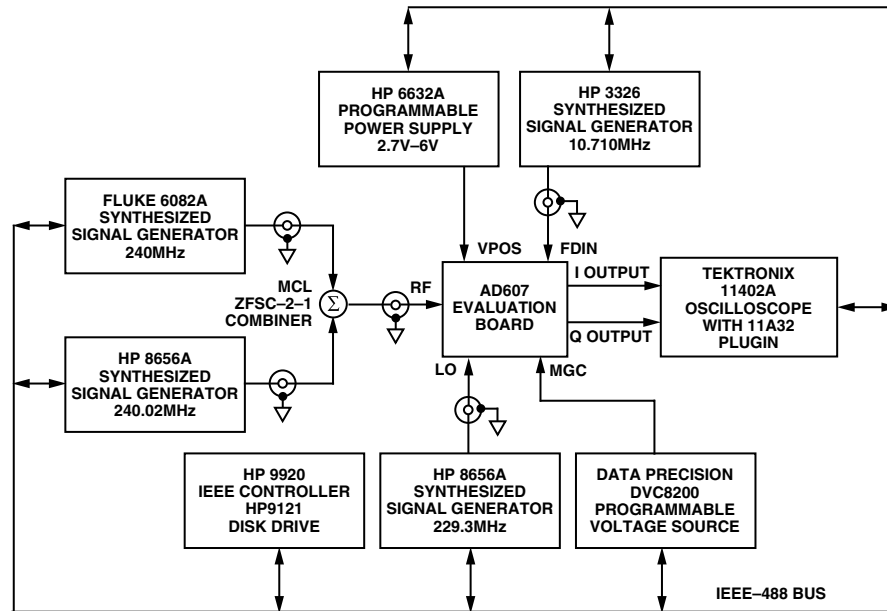 HP 6632A
PROGRAMMABLE
POWER SUPPLY
2.7V–6V
HP 3326
SYNTHESIZED
SIGNAL GENERATOR
10.710MHz
FLUKE 6082A
SYNTHESIZED
SIGNAL GENERATOR
240MHz
VPOS
FDIN
MCL
ZFSC–2–1
COMBINER
Σ
RF
AD607
EVALUATION
BOARD
I OUTPUT
Q OUTPUT
TEKTRONIX
11402A
OSCILLOSCOPE
WITH 11A32
PLUGIN
HP 8656A
SYNTHESIZED
SIGNAL GENERATOR
240.02MHz
LO
MGC
HP 9920
IEEE CONTROLLER
HP9121
DISK DRIVE
HP 8656A
SYNTHESIZED
SIGNAL GENERATOR
229.3MHz
DATA PRECISION
DVC8200
PROGRAMMABLE
VOLTAGE SOURCE
IEEE–488 BUS